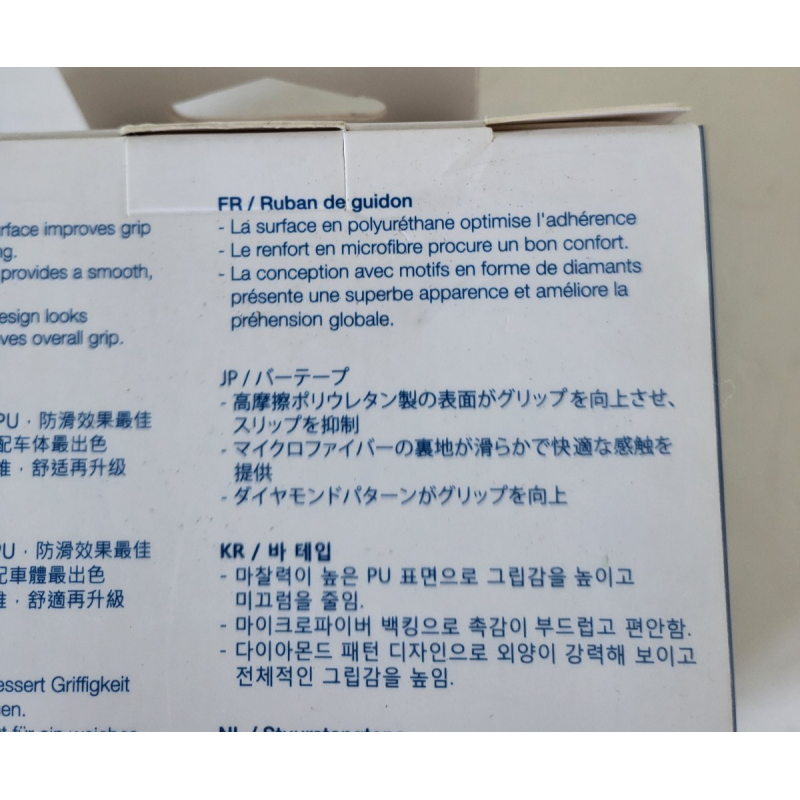 rface improves grip
ng.
provides a smooth,
esign looks
ves overall grip.
PU，防滑效果最佳
配车体最出色
维，舒适再升级
PU，防滑效果最佳
配車體最出色
維，舒適再升級
essert Griffigkeit
en.
FR / Ruban de guidon
- La surface en polyuréthane optimise l'adhérence
- Le renfort en microfibre procure un bon confort.
- La conception avec motifs en forme de diamants
présente une superbe apparence et améliore la
préhension globale.
JP / バーテープ
- 高摩擦ポリウレタン製の表面がグリップを向上させ、
スリップを抑制
- マイクロファイバーの裏地が滑らかで快適な感触を
提供
- ダイヤモンドパターンがグリップを向上
KR / 바 테입
- 마찰력이 높은 PU 표면으로 그립감을 높이고
미끄럼을 줄임.
- 마이크로파이버 백킹으로 촉감이 부드럽고 편안함.
- 다이아몬드 패턴 디자인으로 외양이 강력해 보이고
전체적인 그립감을 높임.